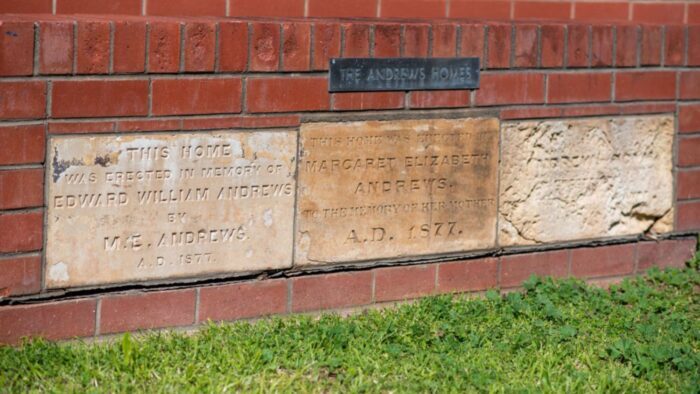 THE ANDREWS HOMES
THIS HOME
WAS ERECTED IN MEMORY OF
EDWARD WILLIAM ANDREWS
BY
M.E. ANDREWS.
A.D. 1877.
THIS HOME WAS ERECTED BY
MARGARET ELIZABETH
ANDREWS.
TO THE MEMORY OF HER MOTHER
A.D. 1877.